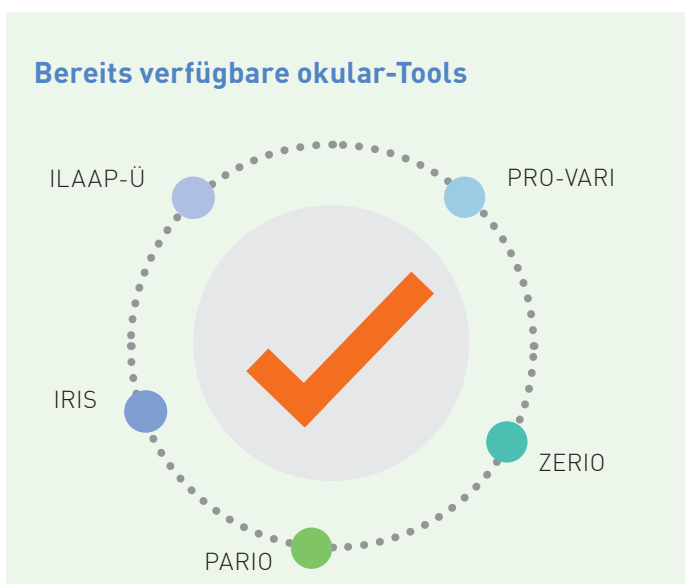 Bereits verfügbare okular-Tools
ILAAP-Ü
PRO-VARI
IRIS
ZERIO
PARIO